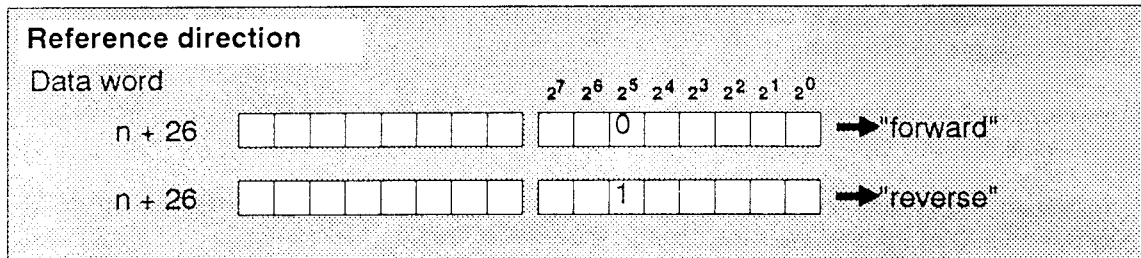 Reference direction
Data word
2⁷ 2⁶ 2⁵ 2⁴ 2³ 2² 2¹ 2⁰
n + 26 0 "forward"
n + 26 1 "reverse"